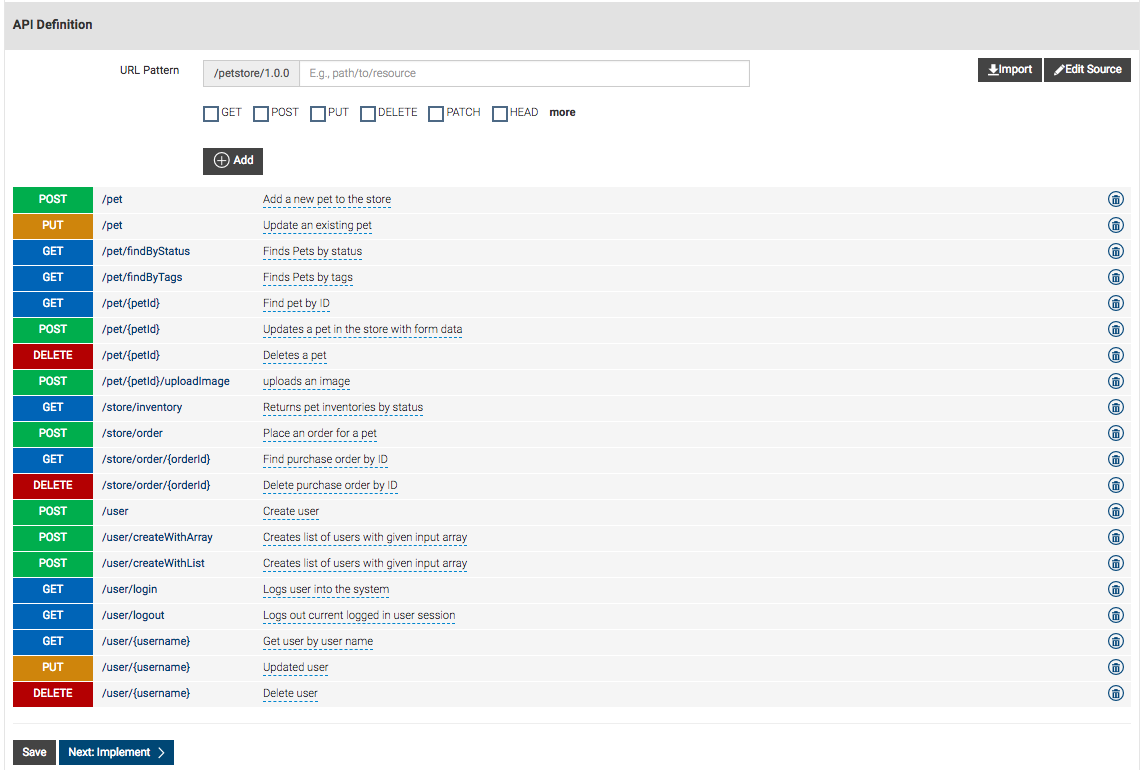 API Definition
URL Pattern /petstore/1.0.0 E.g., path/to/resource Import Edit Source
GET POST PUT DELETE PATCH HEAD more
Add
POST /pet Add a new pet to the store
PUT /pet Update an existing pet
GET /pet/findByStatus Finds Pets by status
GET /pet/findByTags Finds Pets by tags
GET /pet/{petId} Find pet by ID
POST /pet/{petId} Updates a pet in the store with form data
DELETE /pet/{petId} Deletes a pet
POST /pet/{petId}/uploadImage uploads an image
GET /store/inventory Returns pet inventories by status
POST /store/order Place an order for a pet
GET /store/order/{orderId} Find purchase order by ID
DELETE /store/order/{orderId} Delete purchase order by ID
POST /user Create user
POST /user/createWithArray Creates list of users with given input array
POST /user/createWithList Creates list of users with given input array
GET /user/login Logs user into the system
GET /user/logout Logs out current logged in user session
GET /user/{username} Get user by user name
PUT /user/{username} Updated user
DELETE /user/{username} Delete user
Save Next: Implement